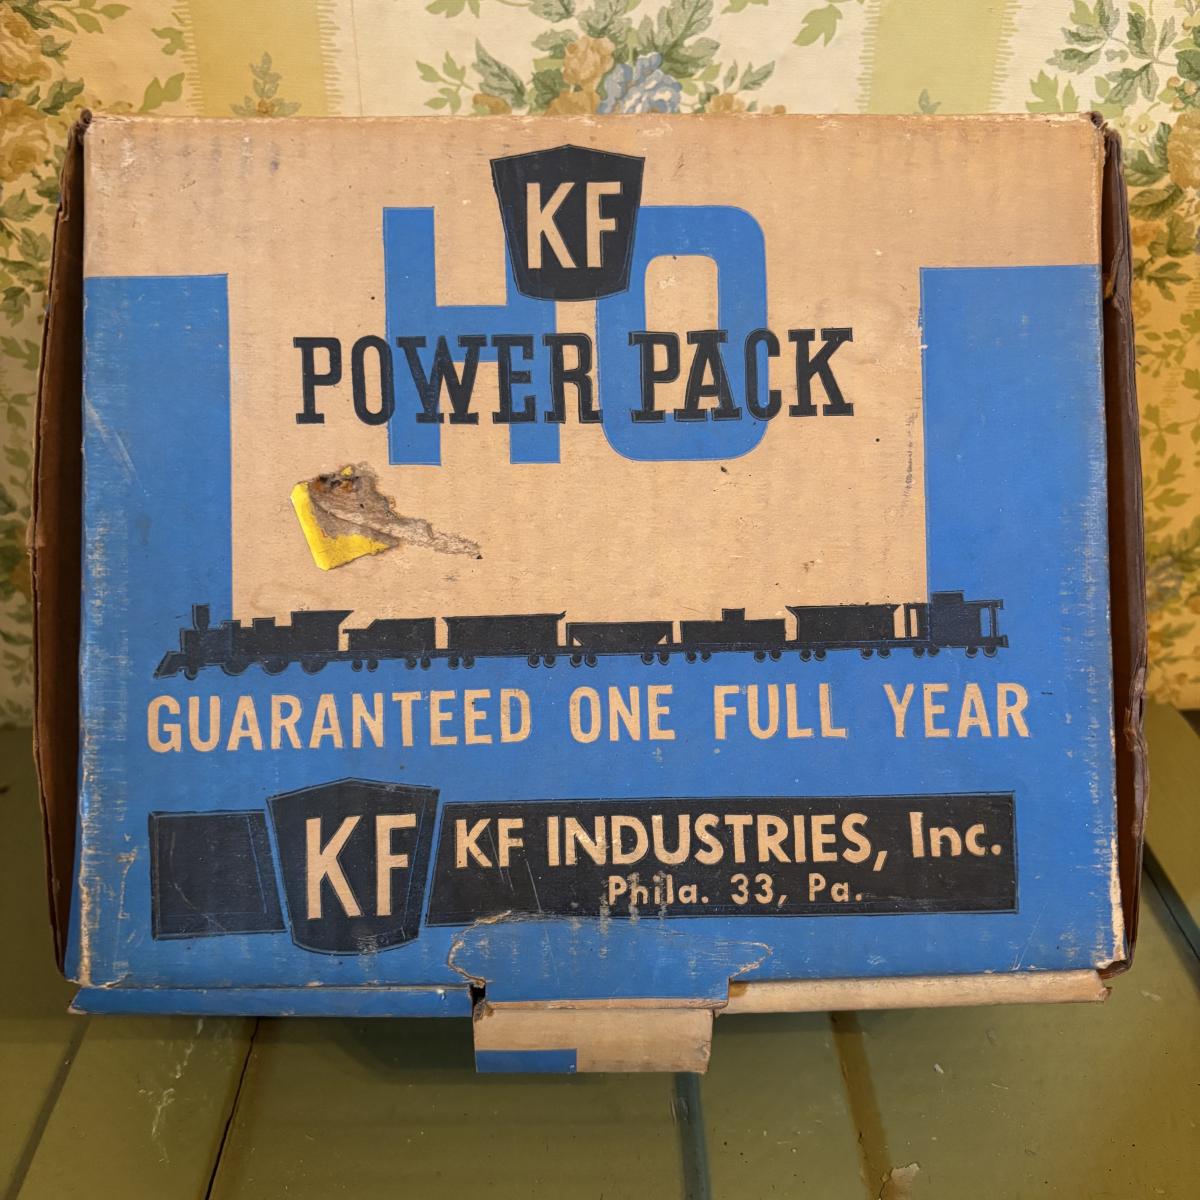 KF
HO
POWER PACK
GUARANTEED ONE FULL YEAR
KF
KF INDUSTRIES, Inc.
Phila. 33, Pa.